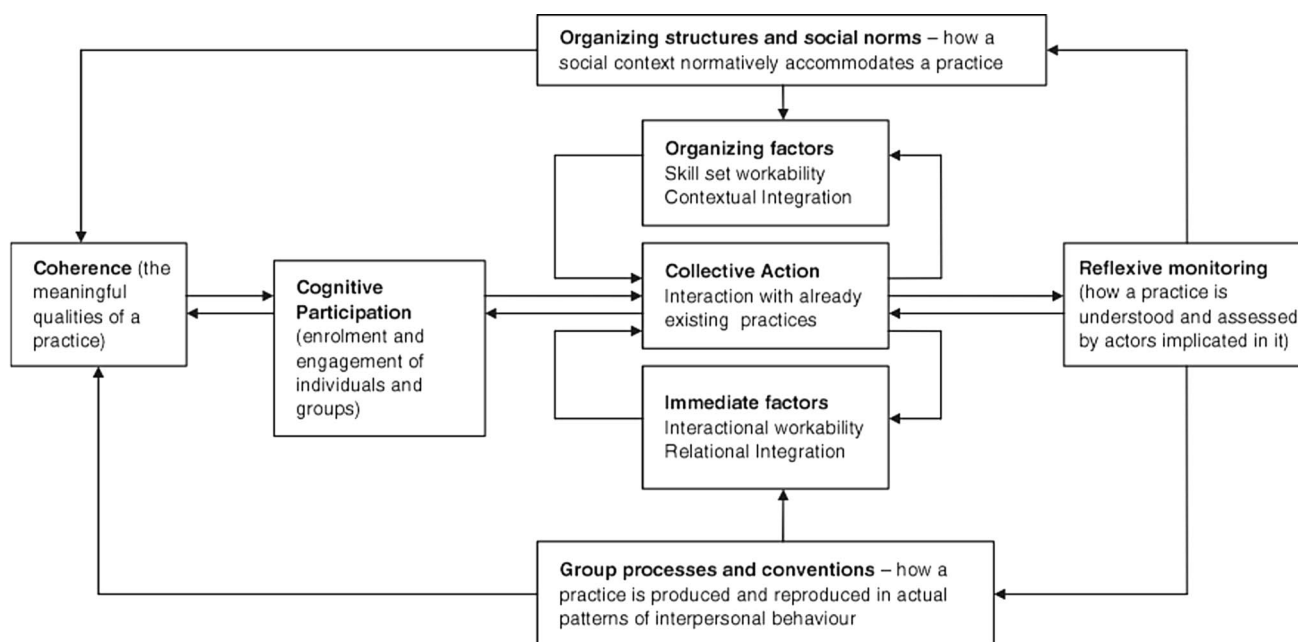 Organizing structures and social norms – how a
social context normatively accommodates a practice
Organizing factors
Skill set workability
Contextual Integration
Coherence (the
meaningful
qualities of a
practice)
Cognitive
Participation
(enrolment and
engagement of
individuals and
groups)
Collective Action
Interaction with already
existing practices
Reflexive monitoring
(how a practice is
understood and assessed
by actors implicated in it)
Immediate factors
Interactional workability
Relational Integration
Group processes and conventions – how a
practice is produced and reproduced in actual
patterns of interpersonal behaviour